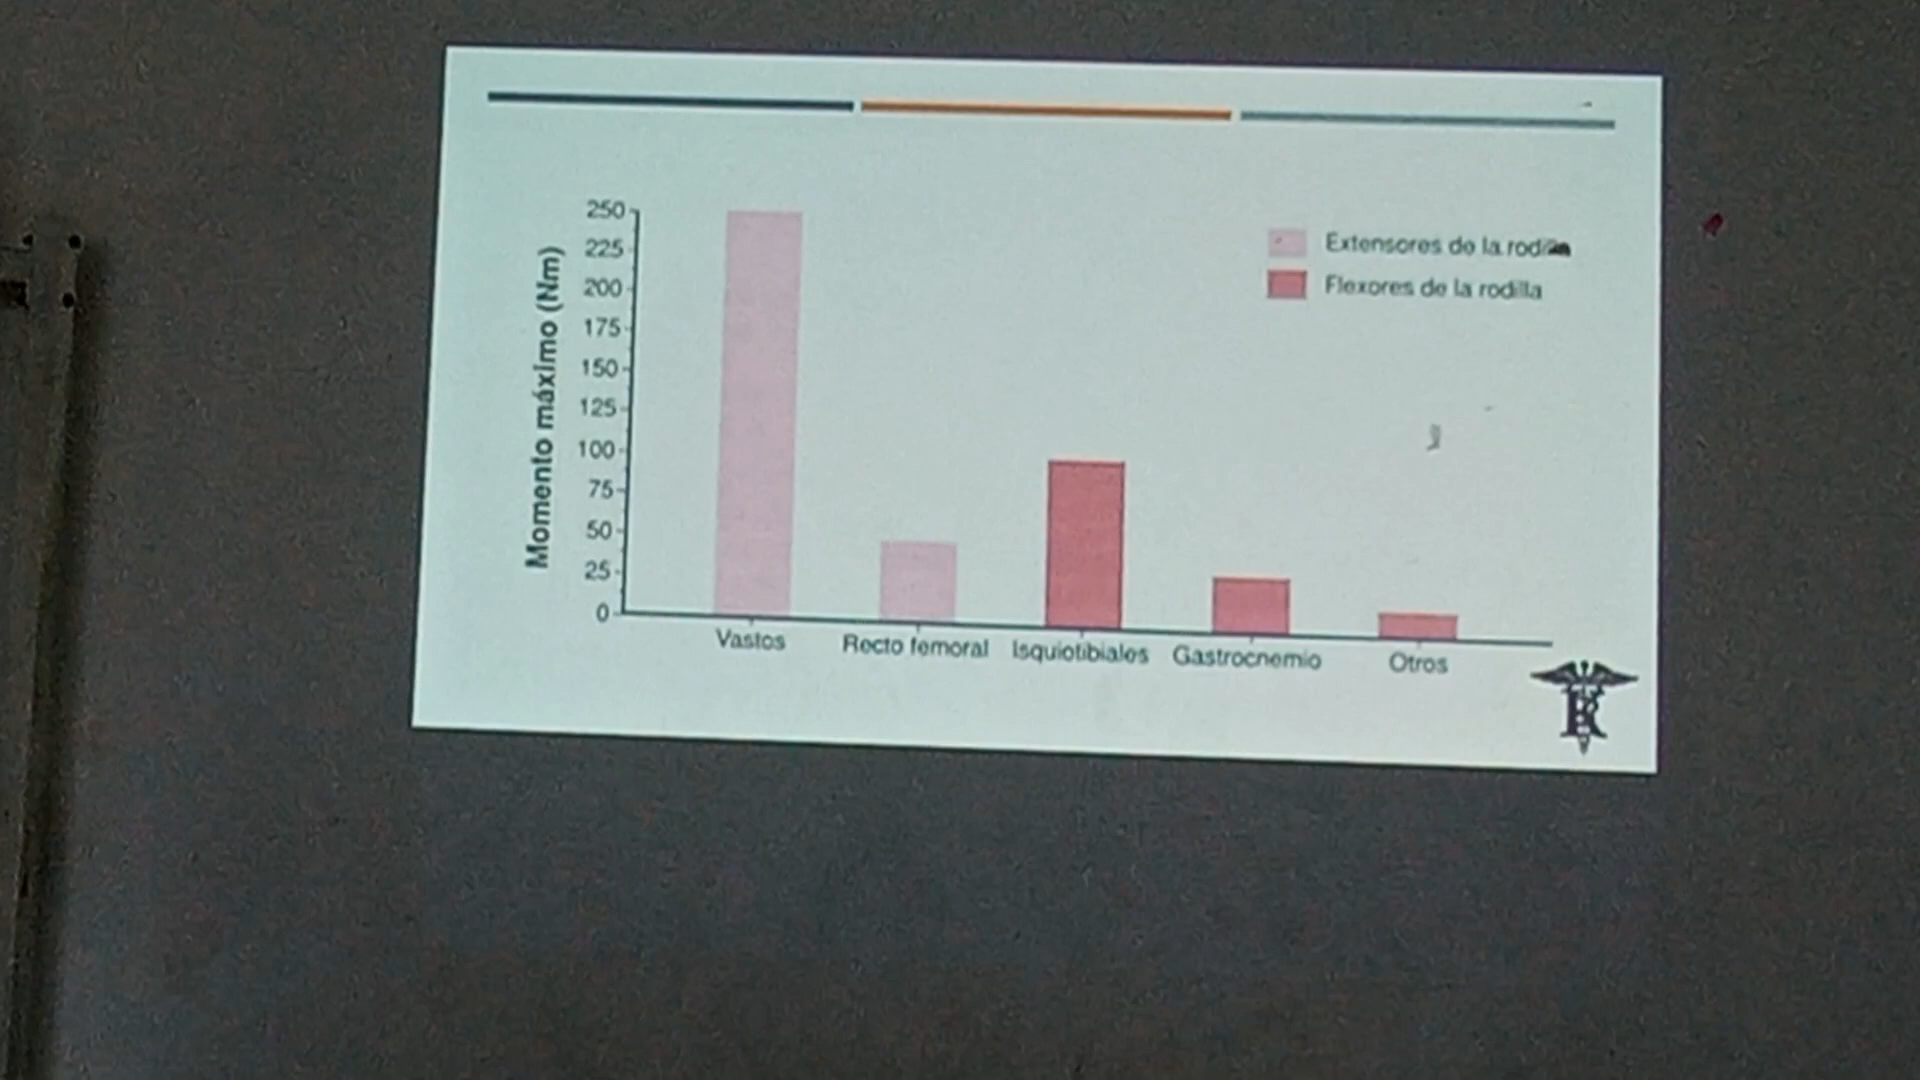 250
225
200
175
150
125
100
75
50
25
0
Momento máximo (Nm)
Extensores de la rodilla
Flexores de la rodilla
Vastos
Recto femoral
Isquiotibiales
Gastrocnemio
Otros